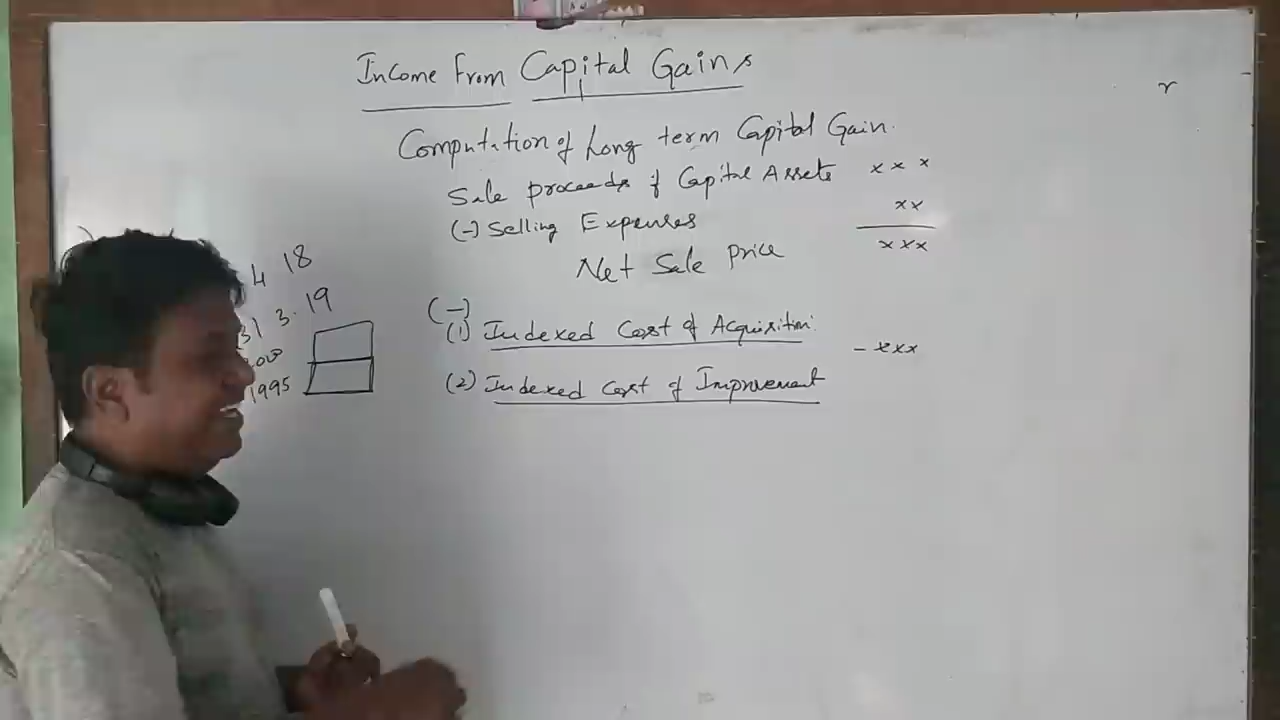 Income From Capital Gains
Computation of Long term Capital Gain.
Sale proceeds of Capital Assets xxx
(-) Selling Expenses xx
Net Sale price xxx
(-)
(1) Indexed Cost of Acquisition.
- xxx
(2) Indexed Cost of Improvement
4 18
31 3. 19
1995
r